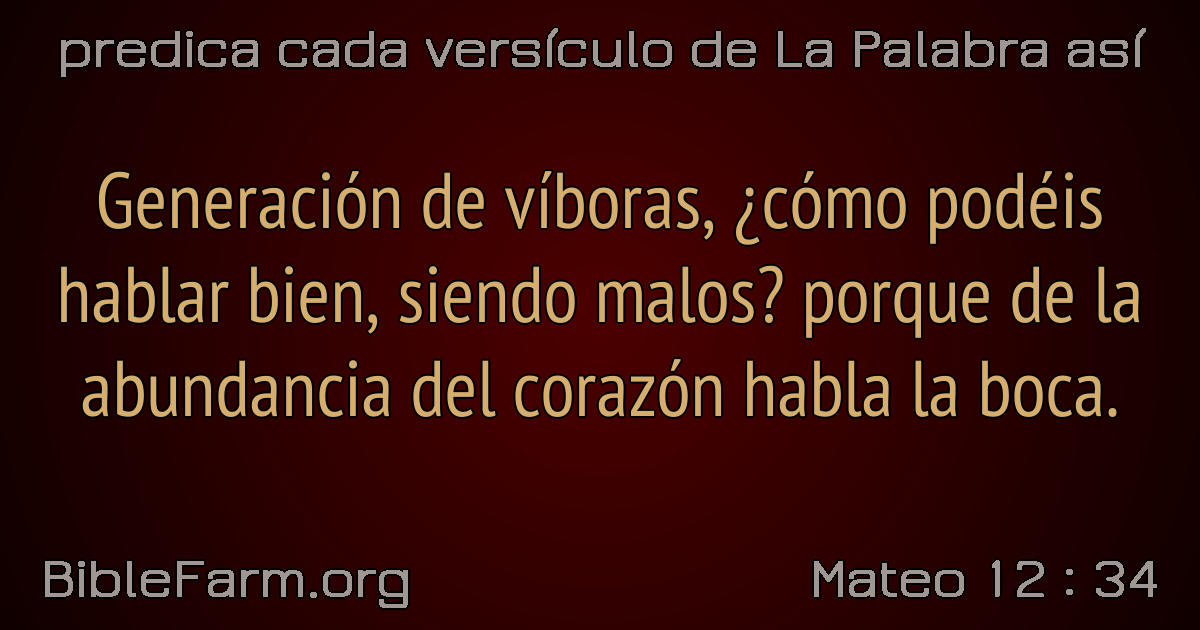 predica cada versículo de La Palabra así
Generación de víboras, ¿cómo podéis
hablar bien, siendo malos? porque de la
abundancia del corazón habla la boca.
BibleFarm.org
Mateo 12 : 34